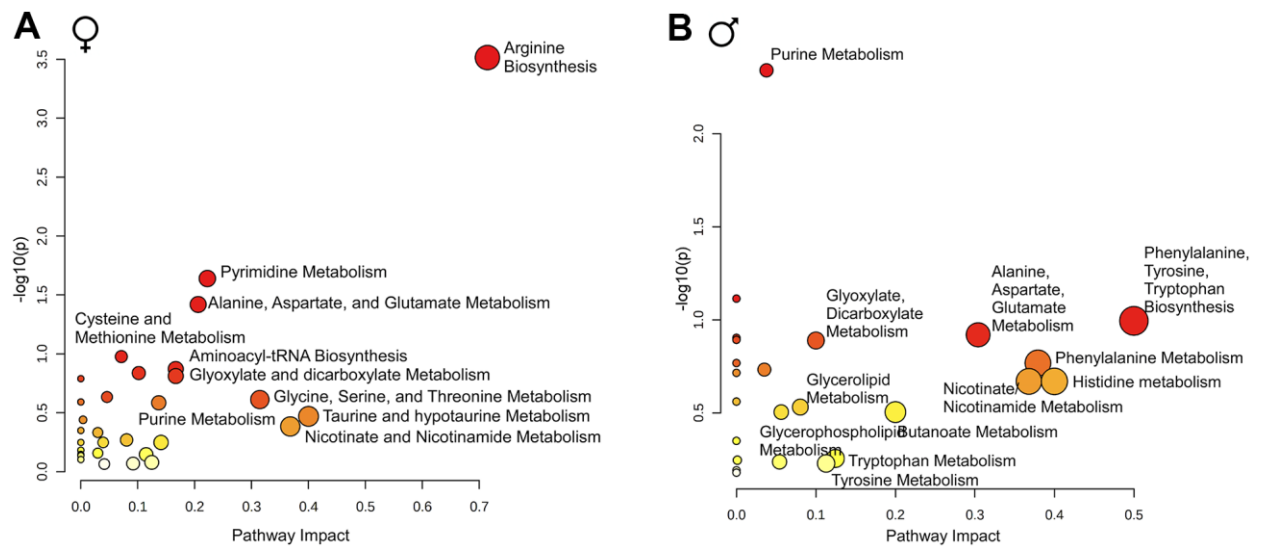 A ♀
Arginine
Biosynthesis
Pyrimidine Metabolism
Alanine, Aspartate, and Glutamate Metabolism
Cysteine and
Methionine Metabolism
Aminoacyl-tRNA Biosynthesis
Glyoxylate and dicarboxylate Metabolism
Glycine, Serine, and Threonine Metabolism
Purine Metabolism
Taurine and hypotaurine Metabolism
Nicotinate and Nicotinamide Metabolism
-log10(p)
3.5
3.0
2.5
2.0
1.5
1.0
0.5
0.0
0.0 0.1 0.2 0.3 0.4 0.5 0.6 0.7
Pathway Impact
B ♂
Purine Metabolism
Phenylalanine,
Tyrosine,
Tryptophan
Biosynthesis
Alanine,
Aspartate,
Glutamate
Metabolism
Glyoxylate,
Dicarboxylate
Metabolism
Phenylalanine Metabolism
Histidine metabolism
Nicotinate/
Nicotinamide Metabolism
Glycerolipid
Metabolism
Butanoate Metabolism
Glycerophospholipid
Metabolism
Tryptophan Metabolism
Tyrosine Metabolism
-log10(p)
2.0
1.5
1.0
0.5
0.0 0.1 0.2 0.3 0.4 0.5
Pathway Impact